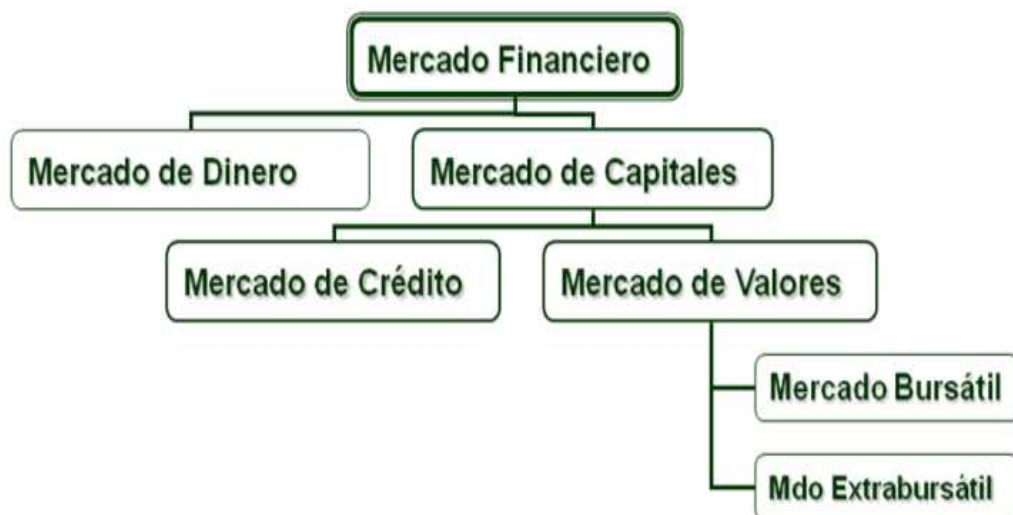 Mercado Financiero
Mercado de Dinero
Mercado de Capitales
Mercado de Crédito
Mercado de Valores
Mercado Bursátil
Mdo Extrabursátil